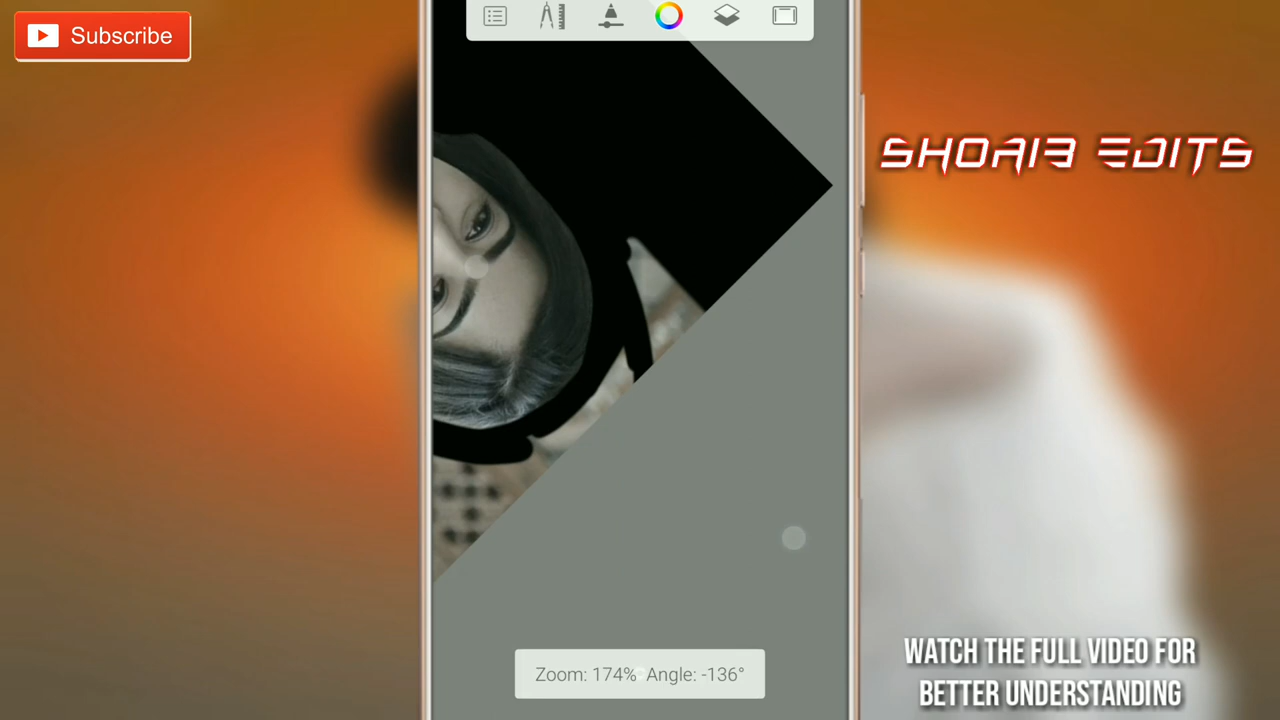 Subscribe
SHOAIB EDITS
Zoom: 174% Angle: -136°
WATCH THE FULL VIDEO FOR
BETTER UNDERSTANDING